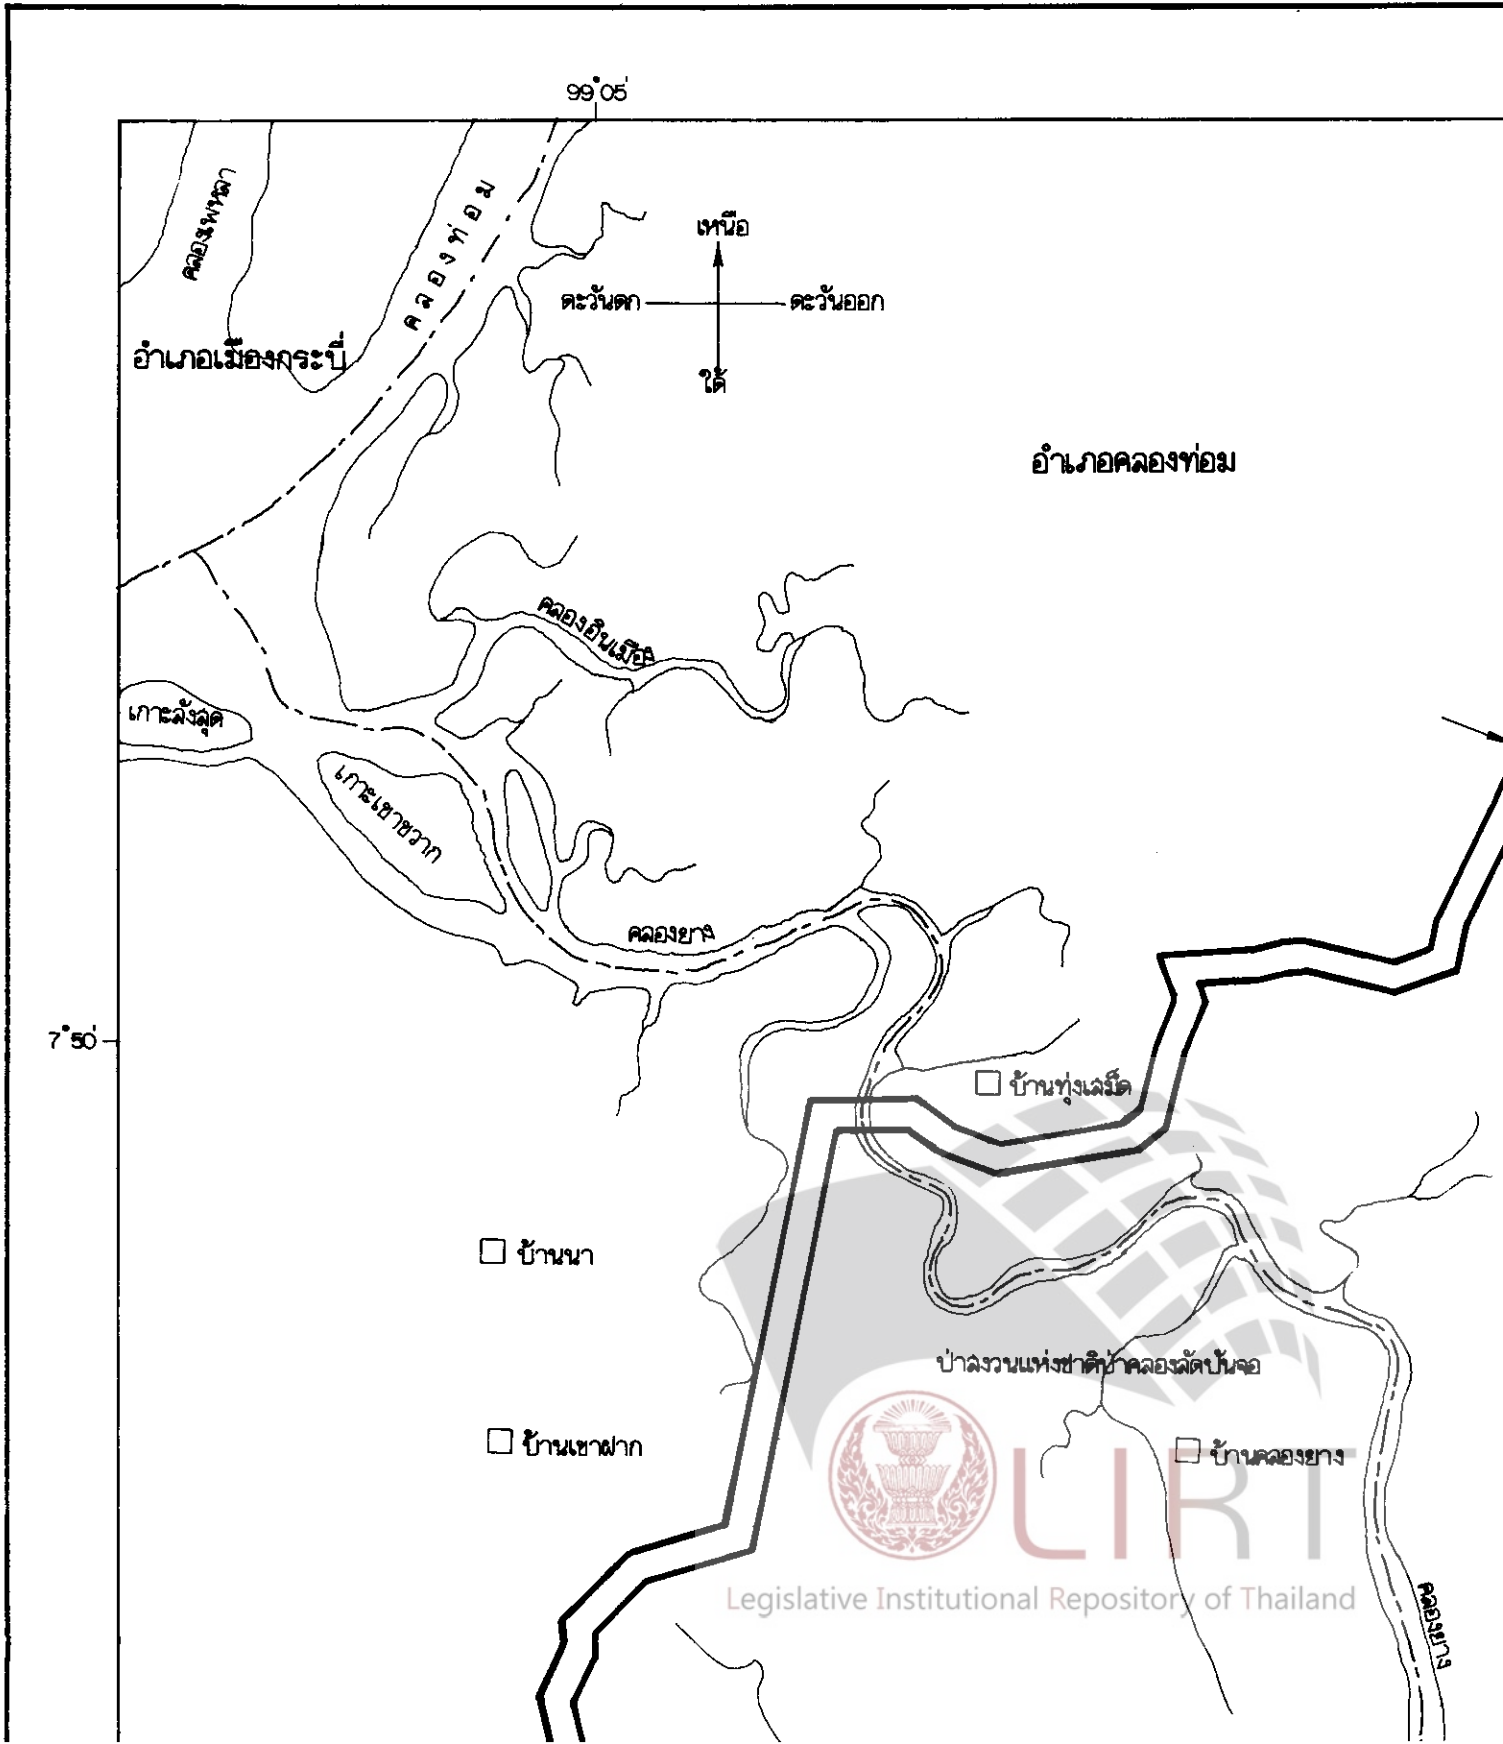 99°05'
คลองเพหลา
คลองท่อม
เหนือ
ตะวันตก
ตะวันออก
ใต้
อำเภอเมืองกระบี่
อำเภอคลองท่อม
คลองอินเมือง
เกาะลังสุด
เกาะเขาขวาก
คลองยาง
7°50'
บ้านทุ่งเสม็ด
บ้านนา
ป่าสงวนแห่งชาติป่าคลองลัดปันจอ
บ้านเขาฝาก
บ้านคลองยาง
LIRT
Legislative Institutional Repository of Thailand
คลองยาง